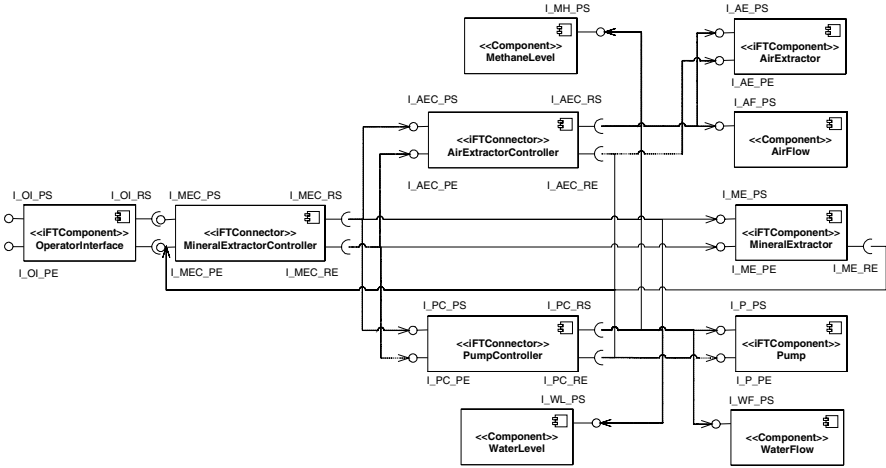 I_MH_PS
<<Component>>
MethaneLevel
I_AE_PS
<<iFTComponent>>
AirExtractor
I_AE_PE
I_AEC_PS
I_AEC_RS
<<iFTConnector>>
AirExtractorController
I_AEC_PE
I_AEC_RE
I_AF_PS
<<Component>>
AirFlow
I_OI_PS
I_OI_RS
<<iFTComponent>>
OperatorInterface
I_OI_PE
I_MEC_PS
I_MEC_RS
<<iFTConnector>>
MineralExtractorController
I_MEC_PE
I_MEC_RE
I_ME_PS
<<iFTComponent>>
MineralExtractor
I_ME_PE
I_ME_RE
I_PC_PS
I_PC_RS
<<iFTConnector>>
PumpController
I_PC_PE
I_PC_RE
I_P_PS
<<iFTComponent>>
Pump
I_P_PE
I_WL_PS
<<Component>>
WaterLevel
I_WF_PS
<<Component>>
WaterFlow